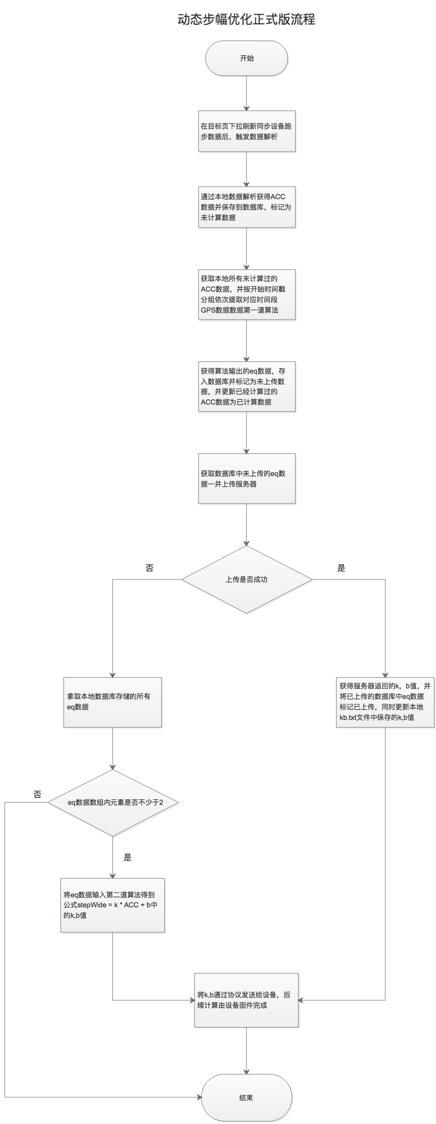 动态步幅优化正式版流程
开始
在目标页下拉刷新同步设备跑
步数据后，触发数据解析
通过本地数据解析获得ACC
数据并保存到数据库，标记为
未计算数据
获取本地所有未计算过的
ACC数据，并按开始时间戳
分组依次提取对应时间段
GPS数据数据第一道算法
获得算法输出的eq数据，存
入数据库并标记为未上传数
据，并更新已经计算过的
ACC数据为已计算数据
获取数据库中未上传的eq数
据一并上传服务器
上传是否成功
否
是
拿取本地数据库存储的所有
eq数据
获得服务器返回的k，b值，并
将已上传的数据库中eq数据
标记已上传，同时更新本地
kb.txt文件中保存的k,b值
eq数据数组内元素是否不少于2
否
是
将eq数据输入第二道算法得到
公式stepWide = k * ACC + b中
的k,b值
将k,b通过协议发送给设备，后
续计算由设备固件完成
结束